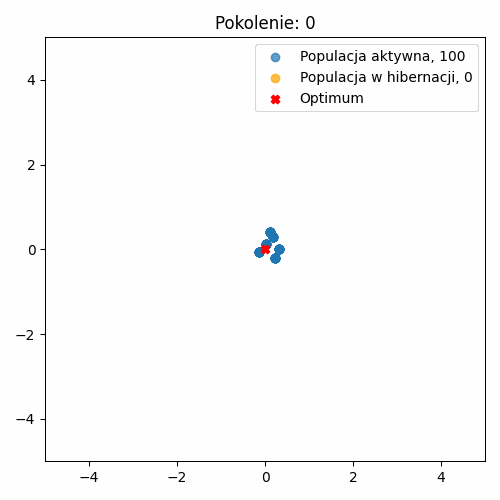 Pokolenie: 0
Populacja aktywna, 100
Populacja w hibernacji, 0
Optimum
4
2
0
−2
−4
−4 −2 0 2 4